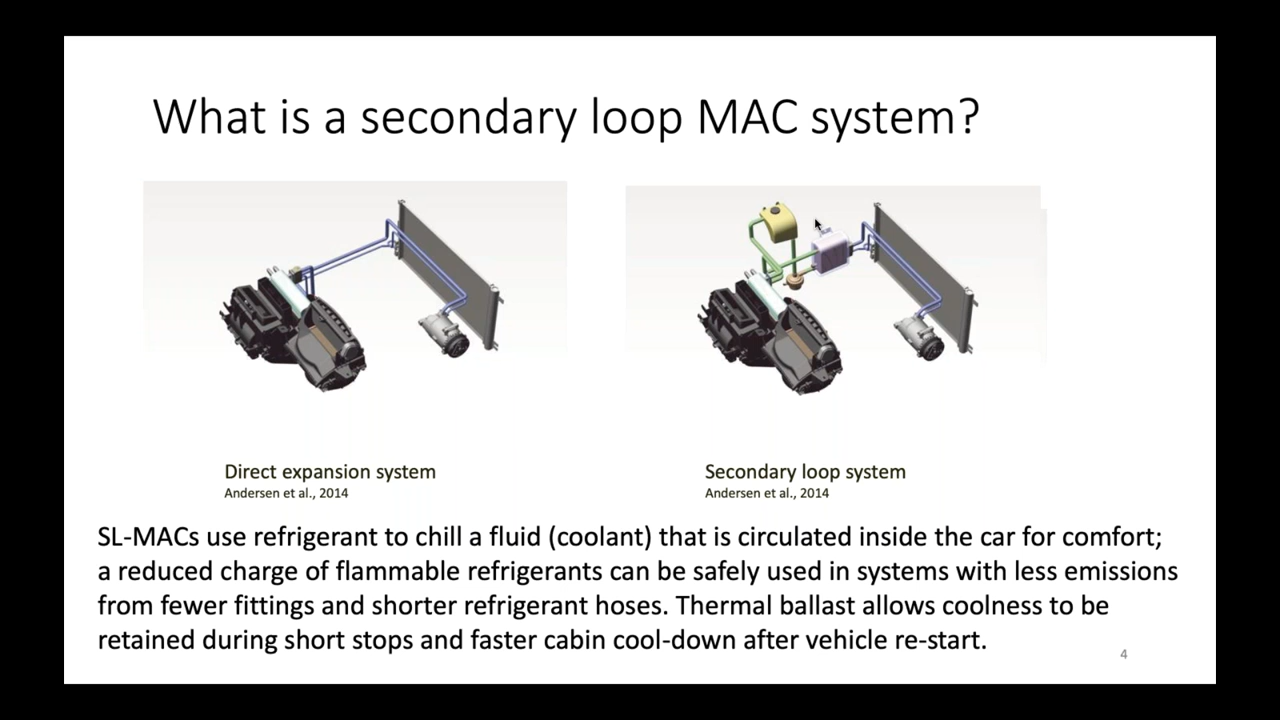 What is a secondary loop MAC system?
Direct expansion system
Andersen et al., 2014
Secondary loop system
Andersen et al., 2014
SL-MACs use refrigerant to chill a fluid (coolant) that is circulated inside the car for comfort;
a reduced charge of flammable refrigerants can be safely used in systems with less emissions
from fewer fittings and shorter refrigerant hoses. Thermal ballast allows coolness to be
retained during short stops and faster cabin cool-down after vehicle re-start.
4